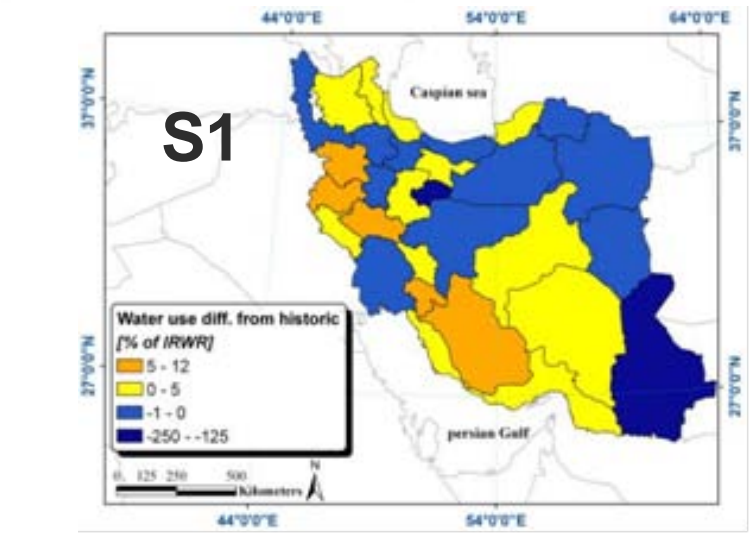 44°0'0"E 54°0'0"E 64°0'0"E
37°0'0"N
37°0'0"N
Caspian sea
S1
Water use diff. from historic
[% of IRWR]
5 - 12
0 - 5
-1 - 0
-250 - -125
27°0'0"N
27°0'0"N
persian Gulf
0 125 250 500
Kilometers
N
44°0'0"E 54°0'0"E